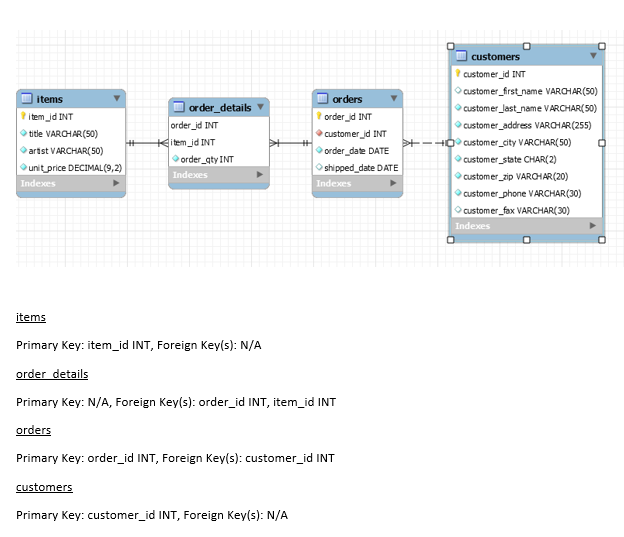 items
item_id INT
title VARCHAR(50)
artist VARCHAR(50)
unit_price DECIMAL(9,2)
Indexes
order_details
order_id INT
item_id INT
order_qty INT
Indexes
orders
order_id INT
customer_id INT
order_date DATE
shipped_date DATE
Indexes
customers
customer_id INT
customer_first_name VARCHAR(50)
customer_last_name VARCHAR(50)
customer_address VARCHAR(255)
customer_city VARCHAR(50)
customer_state CHAR(2)
customer_zip VARCHAR(20)
customer_phone VARCHAR(30)
customer_fax VARCHAR(30)
Indexes
items
Primary Key: item_id INT, Foreign Key(s): N/A
order_details
Primary Key: N/A, Foreign Key(s): order_id INT, item_id INT
orders
Primary Key: order_id INT, Foreign Key(s): customer_id INT
customers
Primary Key: customer_id INT, Foreign Key(s): N/A